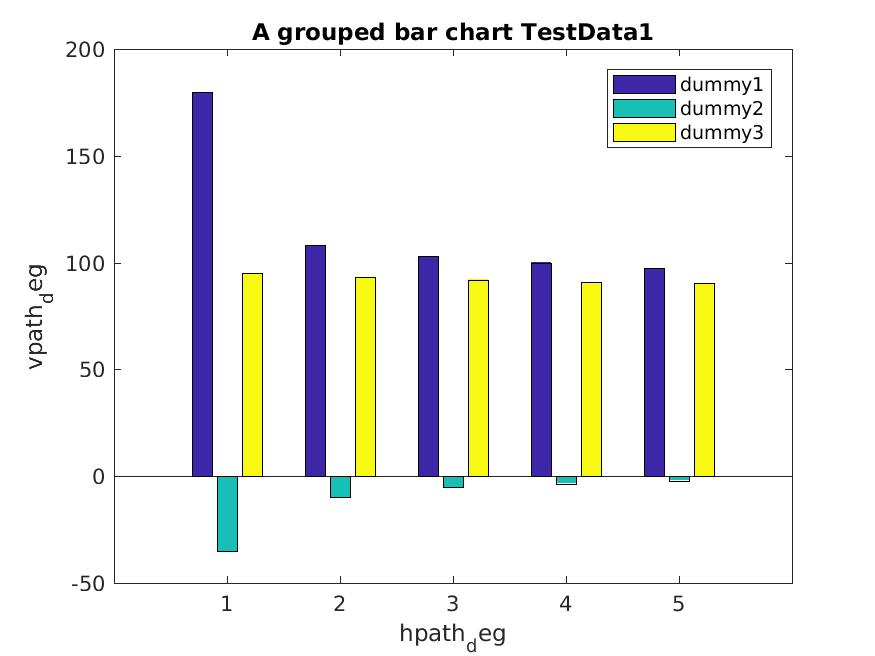 A grouped bar chart TestData1
200
150
100
50
0
-50
vpath_deg
dummy1
dummy2
dummy3
1 2 3 4 5
hpath_deg